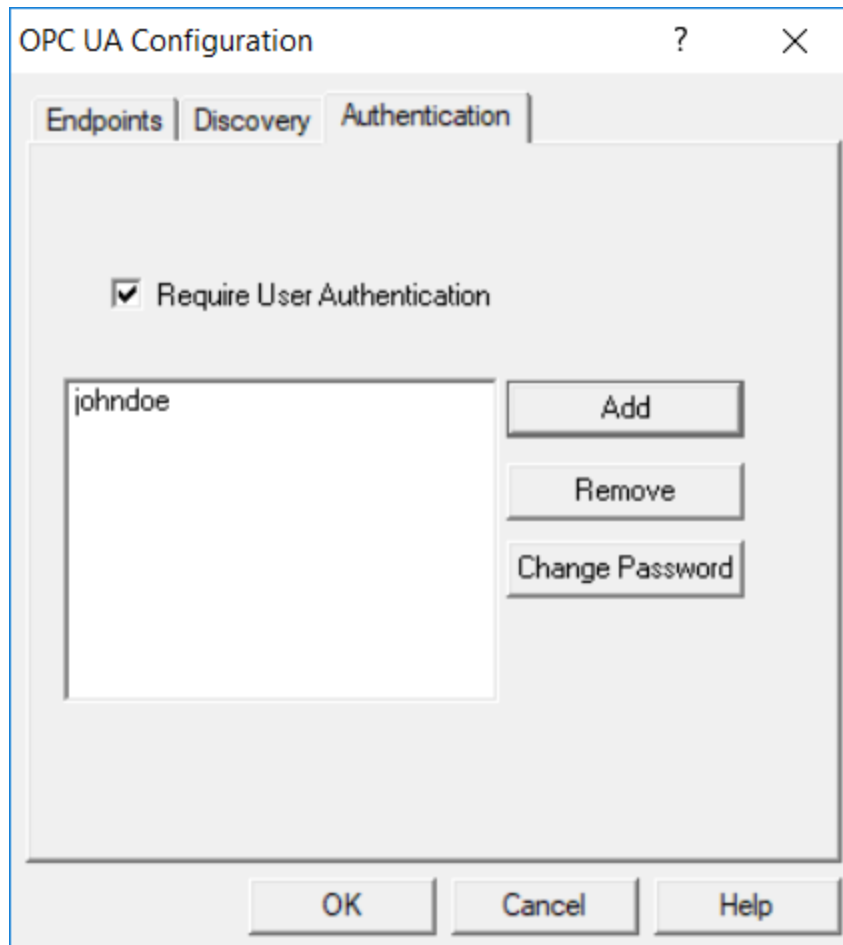 OPC UA Configuration ?
Endpoints Discovery Authentication
Require User Authentication
johndoe
Add
Remove
Change Password
OK Cancel Help